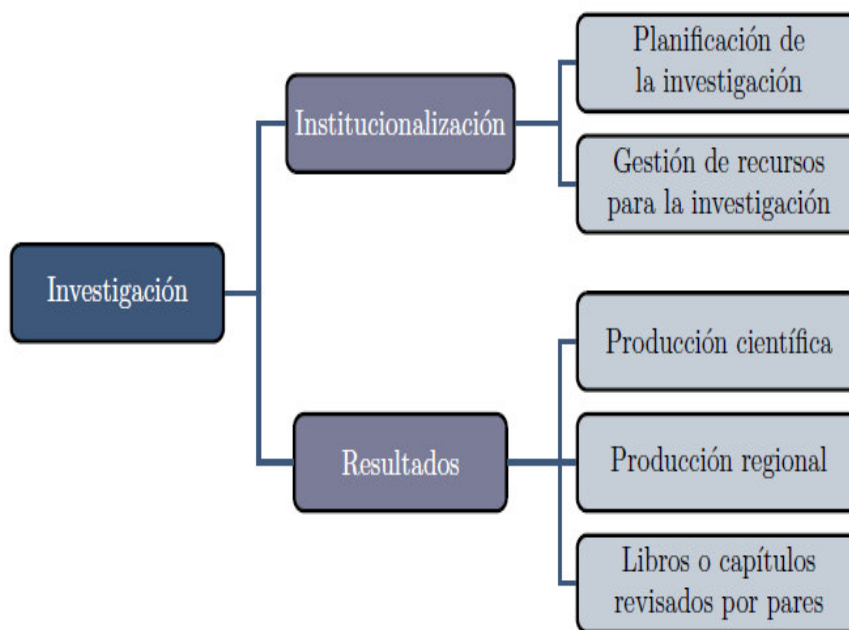 Planificación de
la investigación
Institucionalización
Gestión de recursos
para la investigación
Investigación
Producción científica
Resultados
Producción regional
Libros o capítulos
revisados por pares